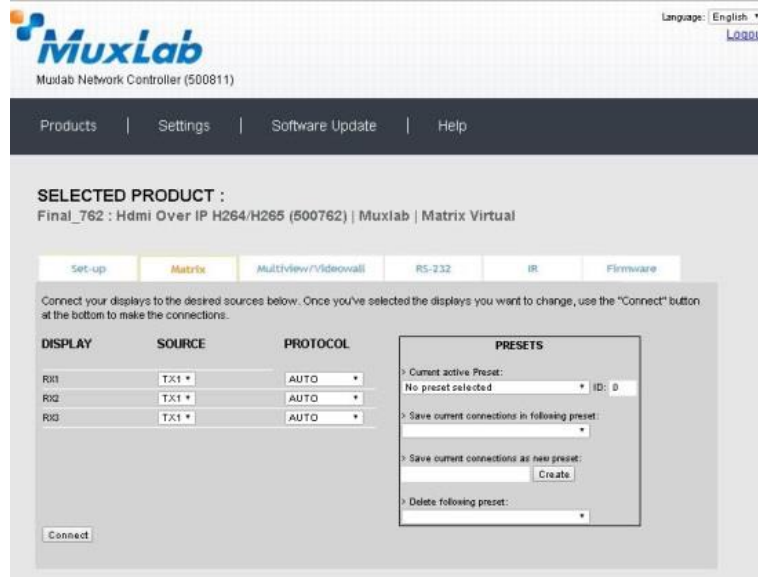 Language: English
Logou
MuxLab
Muxlab Network Controller (500811)
Products | Settings | Software Update | Help
SELECTED PRODUCT :
Final_762 : Hdmi Over IP H264/H265 (500762) | Muxlab | Matrix Virtual
Set-up Matrix Multiview/Videowall RS-232 IR Firmware
Connect your displays to the desired sources below. Once you've selected the displays you want to change, use the "Connect" button
at the bottom to make the connections.
DISPLAY SOURCE PROTOCOL PRESETS
> Current active Preset:
RX1 TX1 AUTO No preset selected ID: 0
RX2 TX1 AUTO
RX3 TX1 AUTO > Save current connections in following preset:
> Save current connections as new preset:
Create
> Delete following preset:
Connect